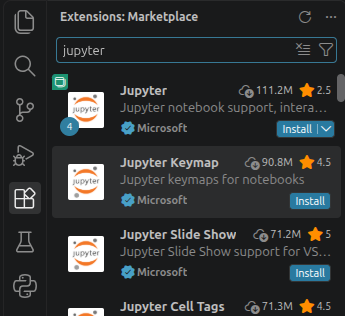 Extensions: Marketplace
jupyter
Jupyter 111.2M 2.5
Jupyter notebook support, intera...
4
jupyter
Microsoft
Install
Jupyter Keymap 90.8M 4.5
Jupyter keymaps for notebooks
jupyter
Microsoft
Install
Jupyter Slide Show 71.2M 5
Jupyter Slide Show support for VS...
jupyter
Microsoft
Install
Jupyter Cell Tags 71.3M 4.5